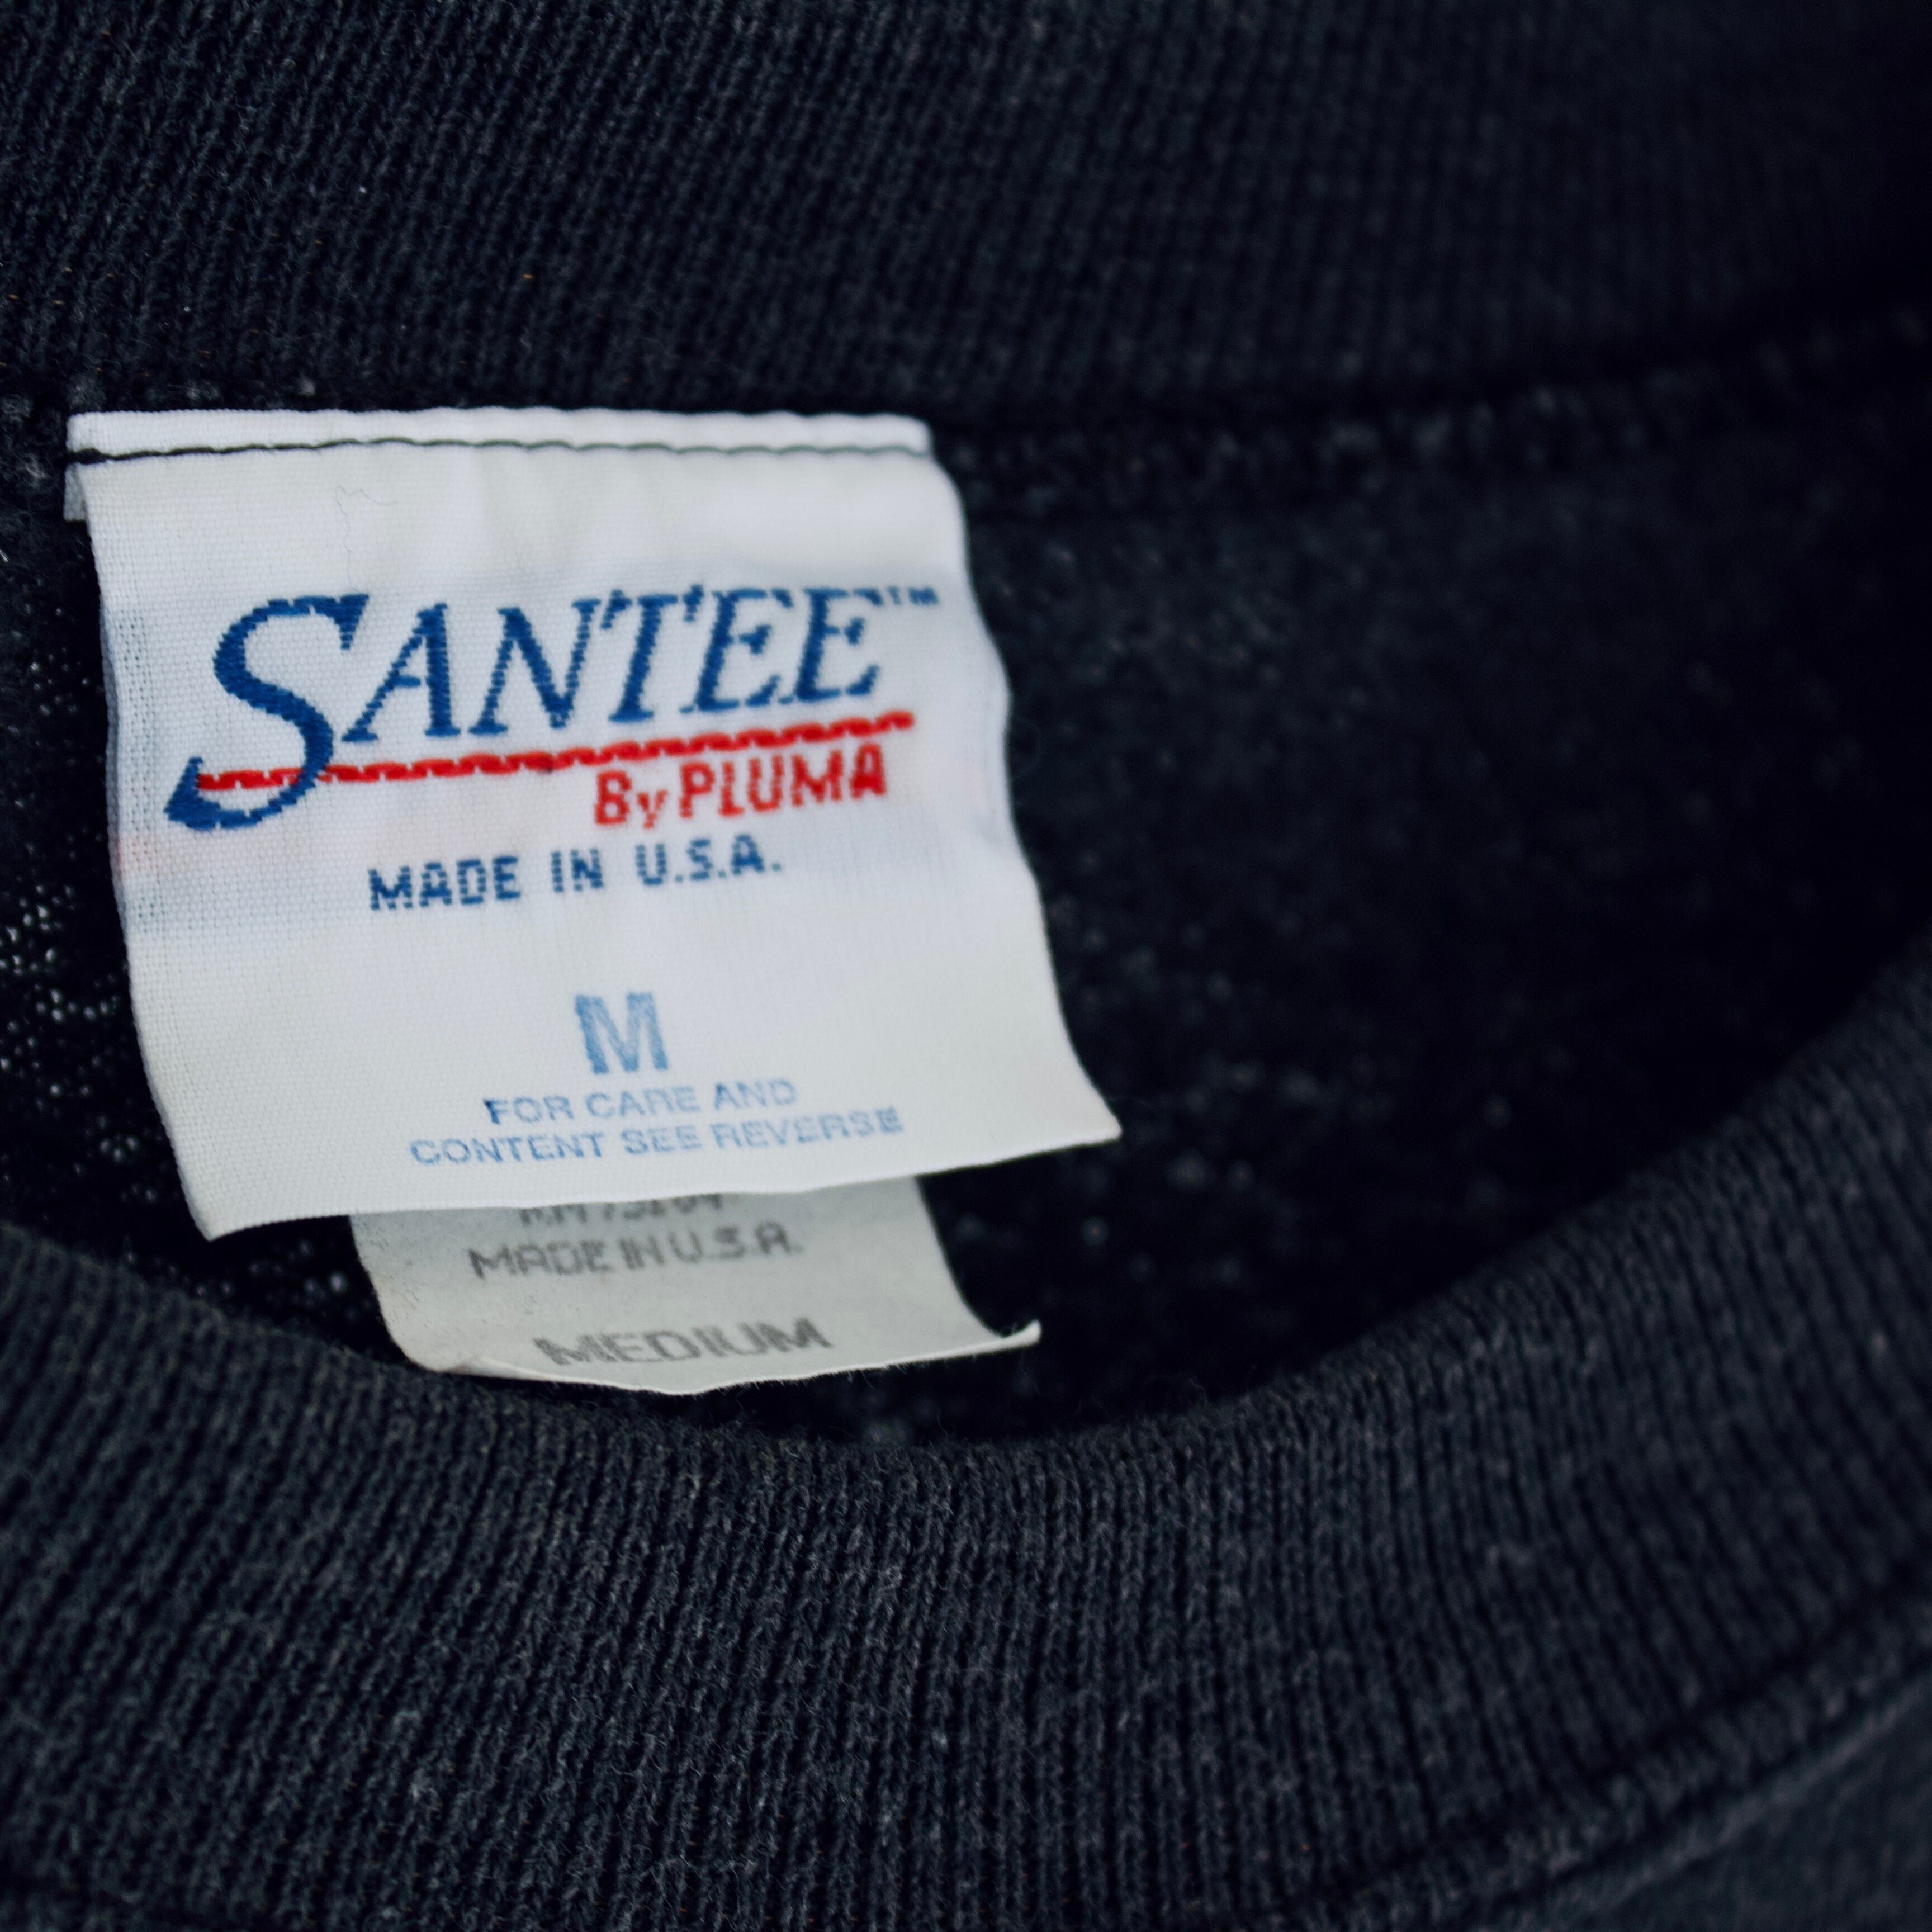 SANTEE™
By PLUMA
MADE IN U.S.A.
M
FOR CARE AND
CONTENT SEE REVERSE
MADE IN U.S.A.
MEDIUM